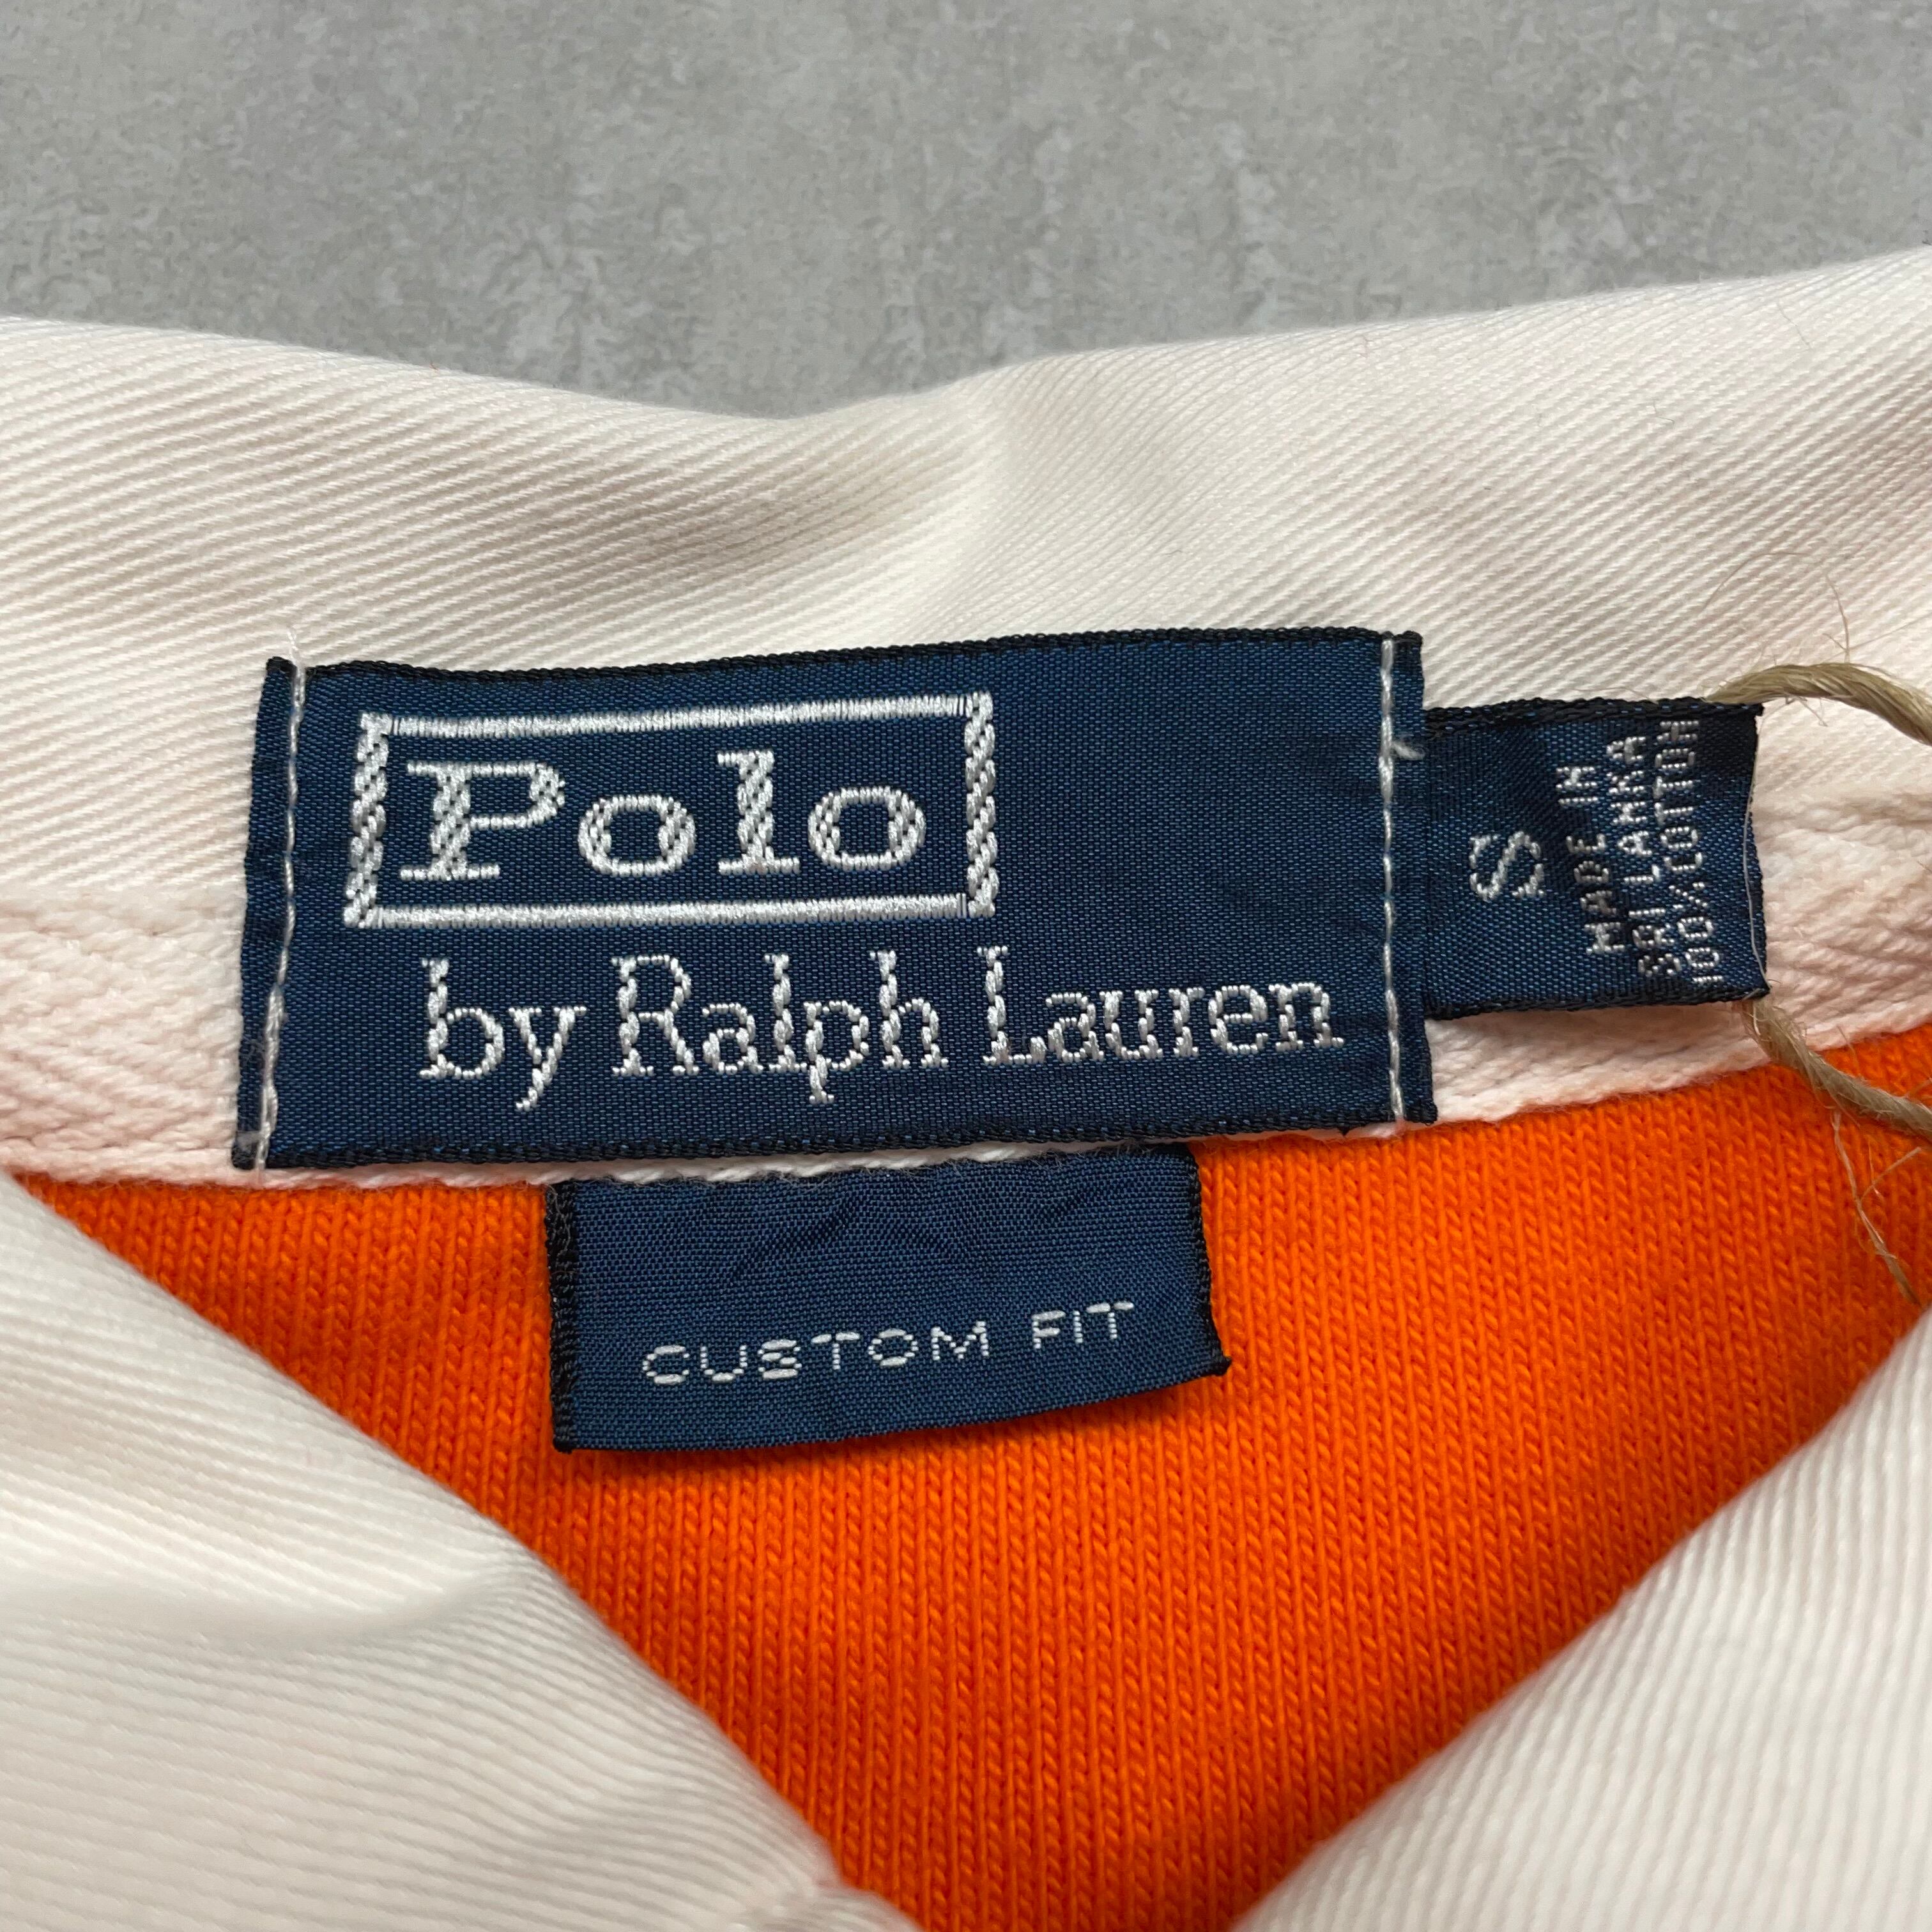 Polo
by Ralph Lauren
S
MADE IN
SRI LANKA
100% COTTON
CUSTOM FIT